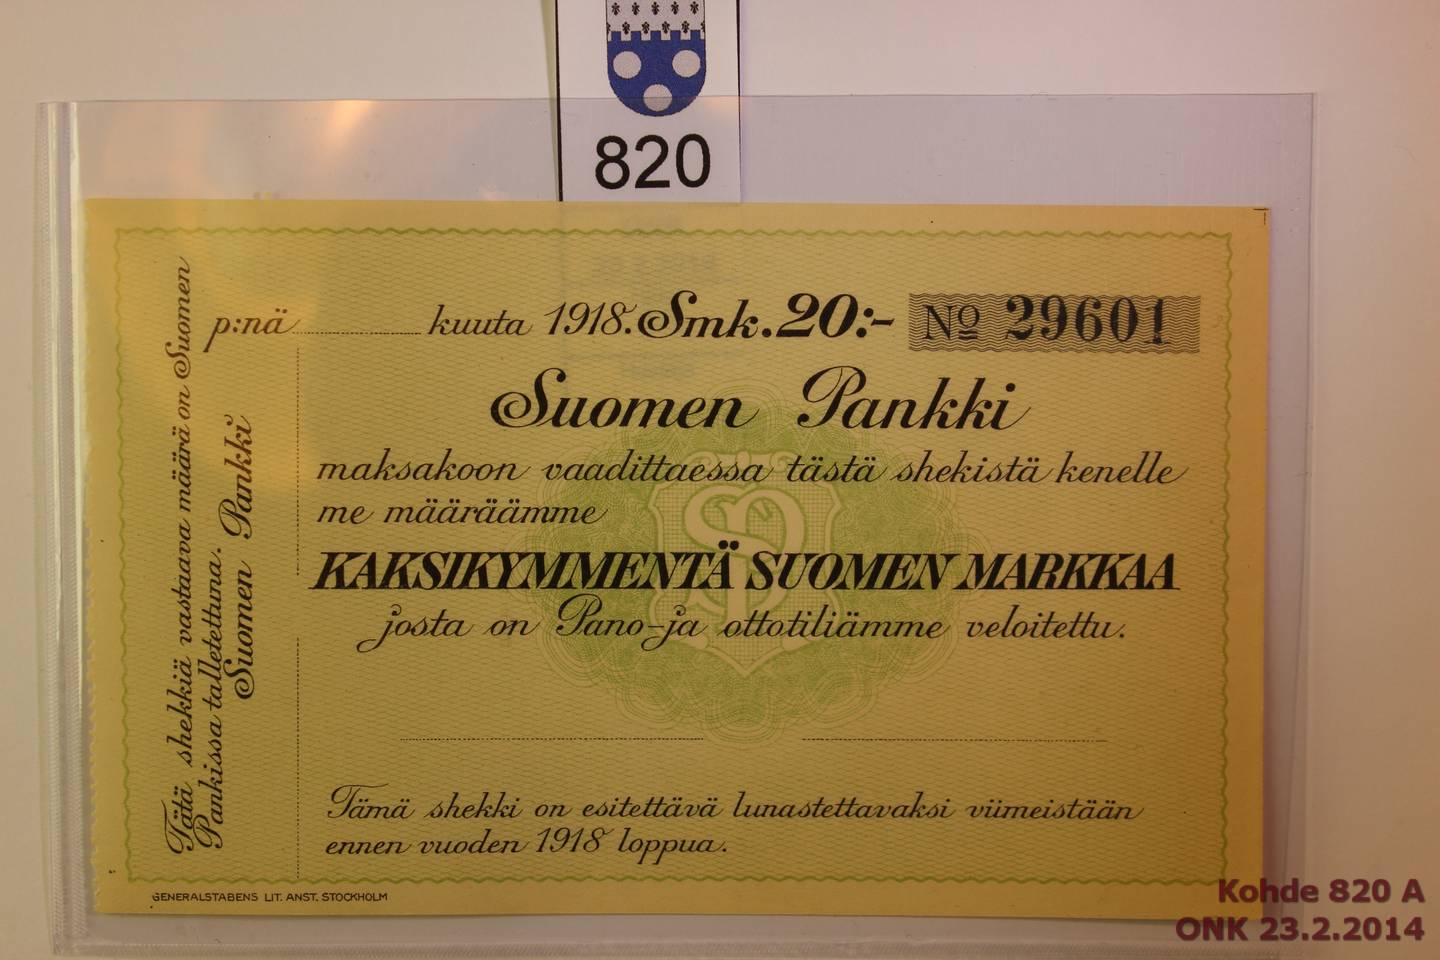 820
p:nä kuuta 1918. Smk. 20:- No 29601
Suomen Pankki
maksakoon vaadittaessa tästä shekistä kenelle
me määräämme
KAKSIKYMMENTÄ SUOMEN MARKKAA
josta on Pano-ja ottotiliämme veloitettu.
Tämä shekki on esitettävä lunastettavaksi viimeistään
ennen vuoden 1918 loppua.
Tätä shekkiä vastaava määrä on Suomen
Pankissa talletettuna.
Suomen Pankki
GENERALSTABENS LIT. ANST. STOCKHOLM
Kohde 820 A
ONK 23.2.2014